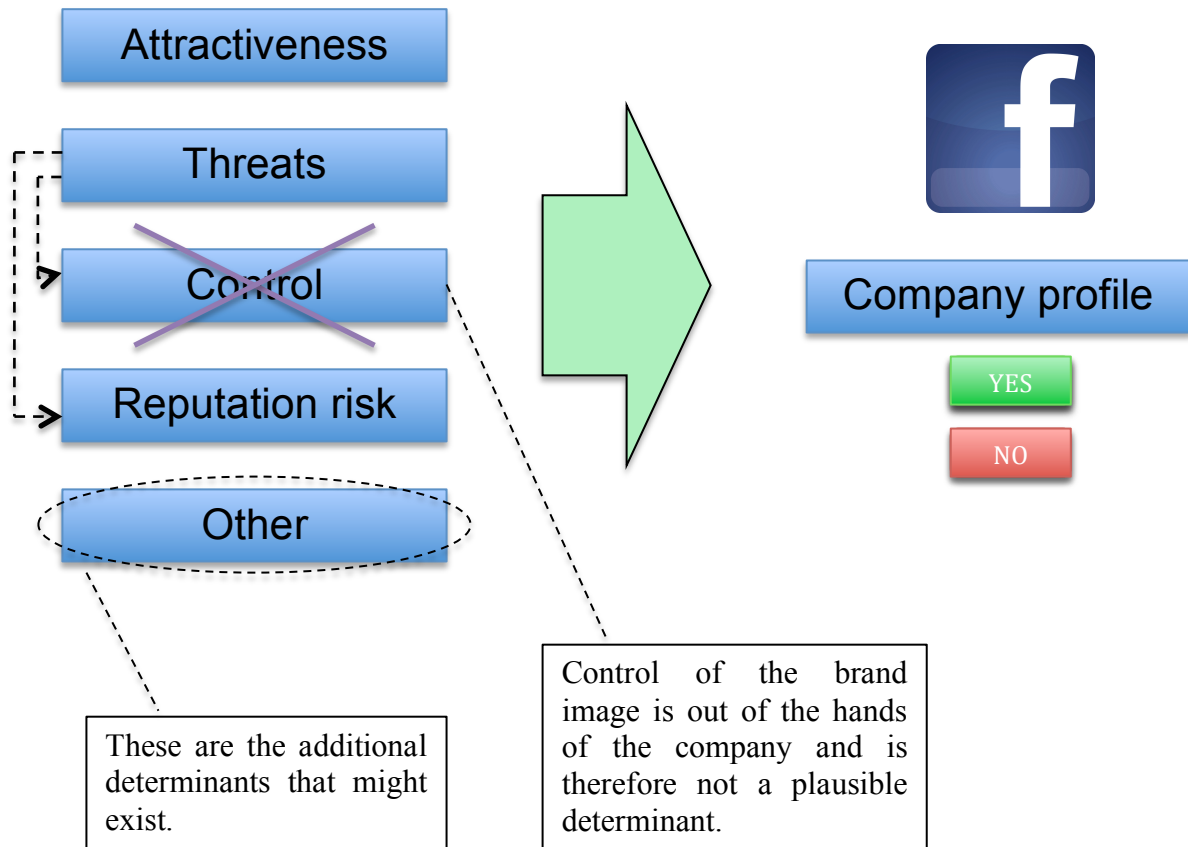 Attractiveness
Threats
Control
Reputation risk
Other
f
Company profile
YES
NO
These are the additional
determinants that might
exist.
Control of the brand
image is out of the hands
of the company and is
therefore not a plausible
determinant.